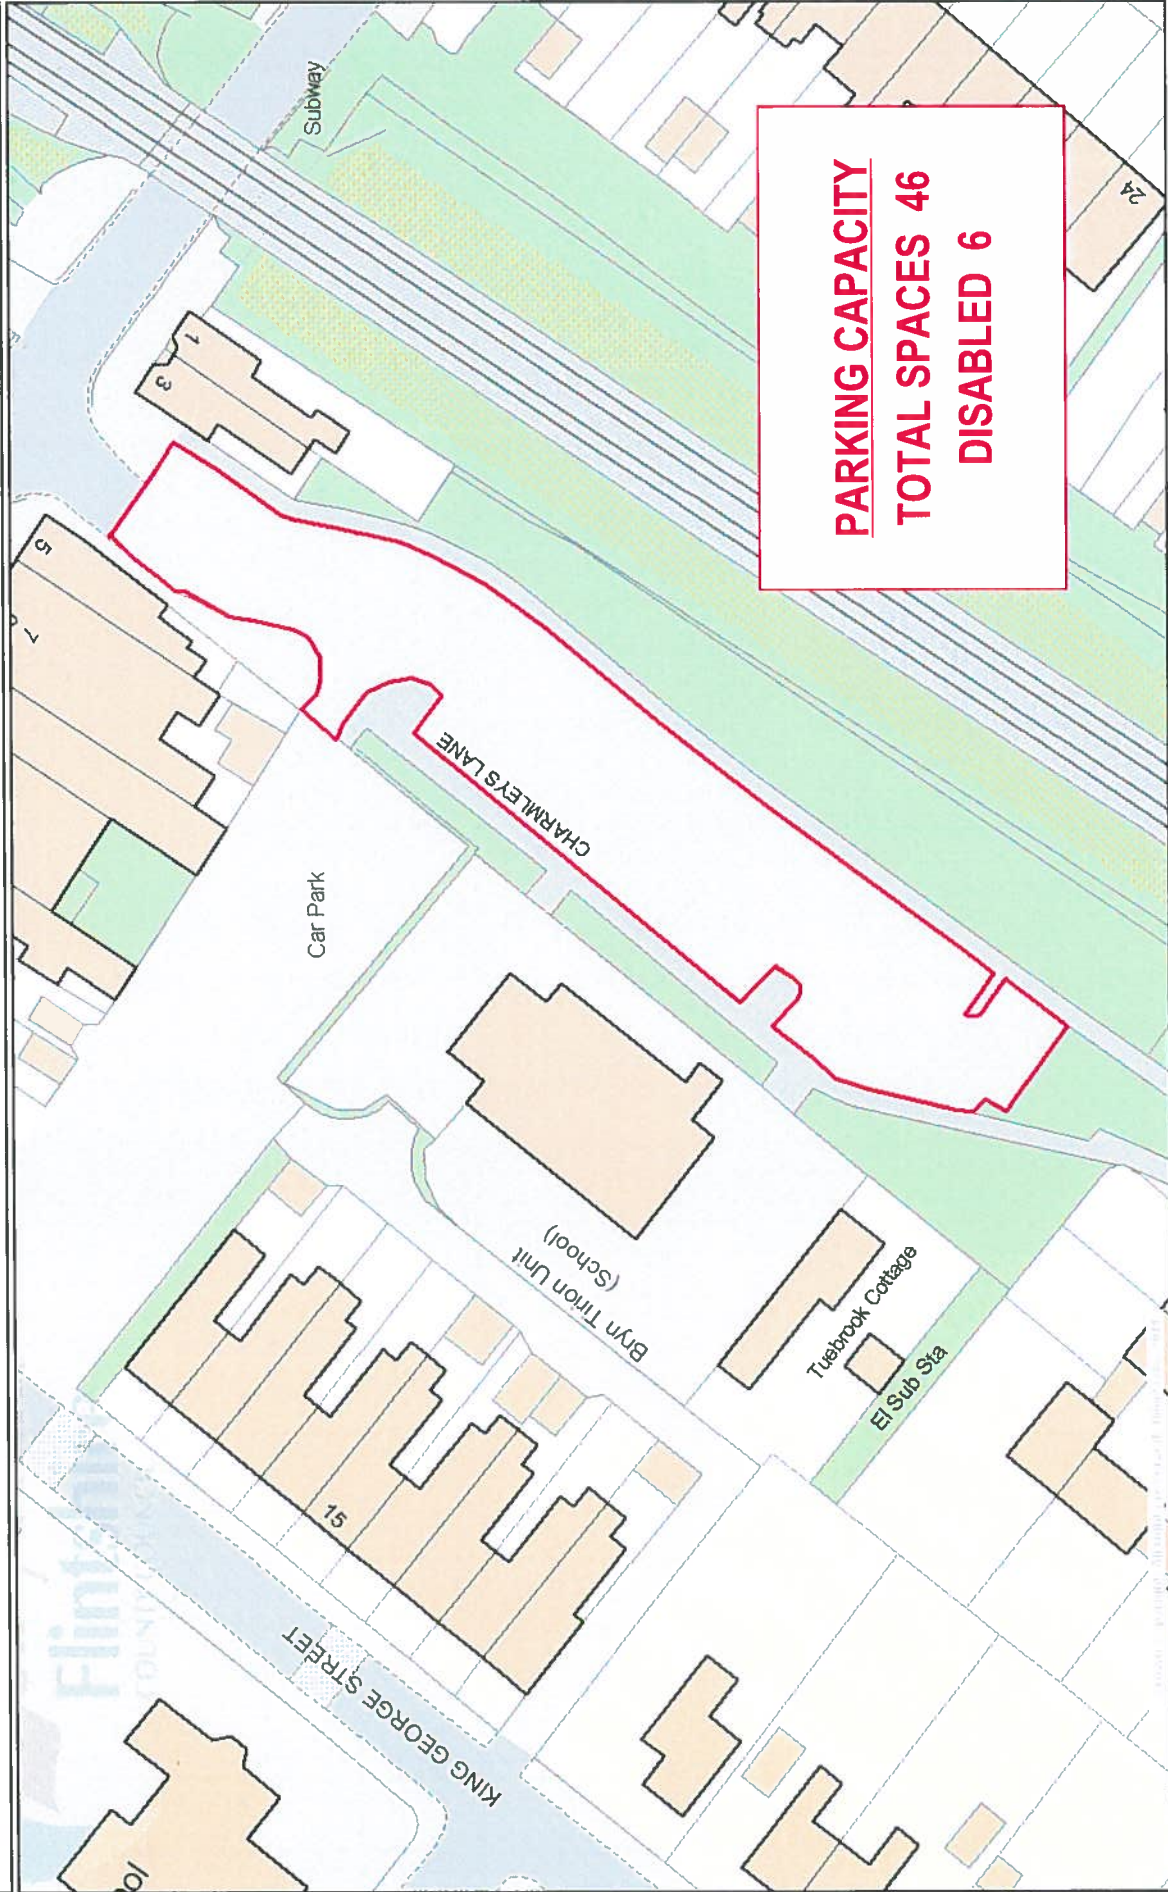 PARKING CAPACITY
TOTAL SPACES 46
DISABLED 6
Subway
1
3
5
7
24
CHARMLEYS LANE
Car Park
Bryn Tirion Unit
(School)
Tuebrook Cottage
El Sub Sta
15
KING GEORGE STREET
Flintshire